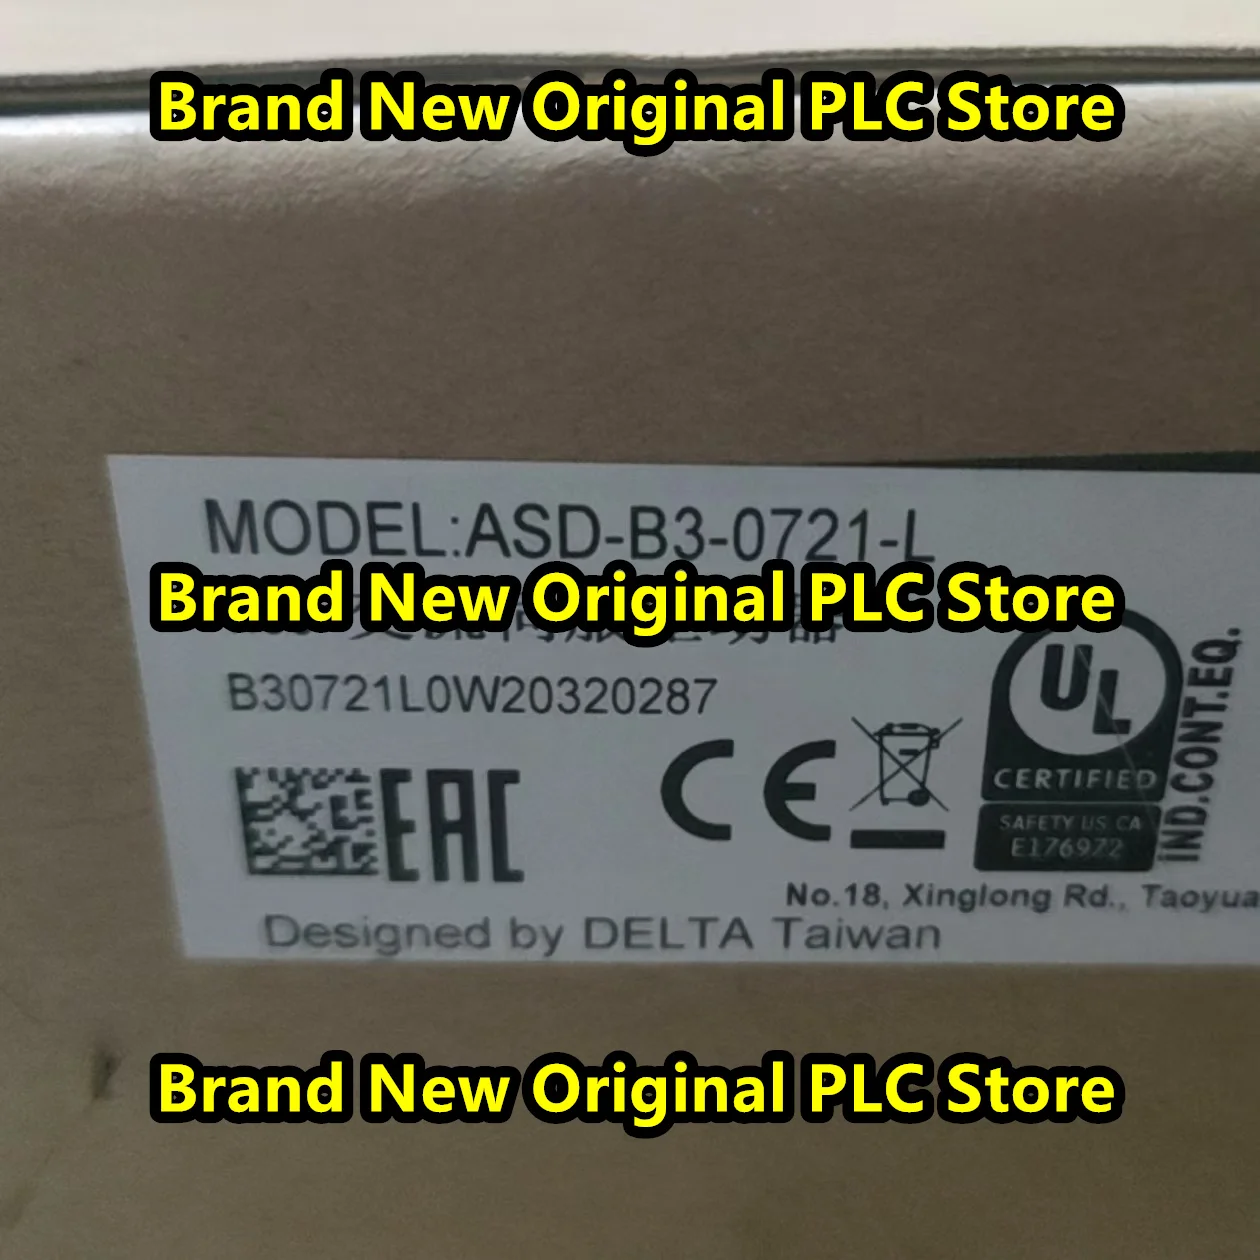 Brand New Original PLC Store
MODEL:ASD-B3-0721-L
Brand New Original PLC Store
B30721L0W20320287
EAC
CE
UL
CERTIFIED
SAFETY US CA
E176972
IND.CONT.EQ.
No.18, Xinglong Rd., Taoyua
Designed by DELTA Taiwan
Brand New Original PLC Store